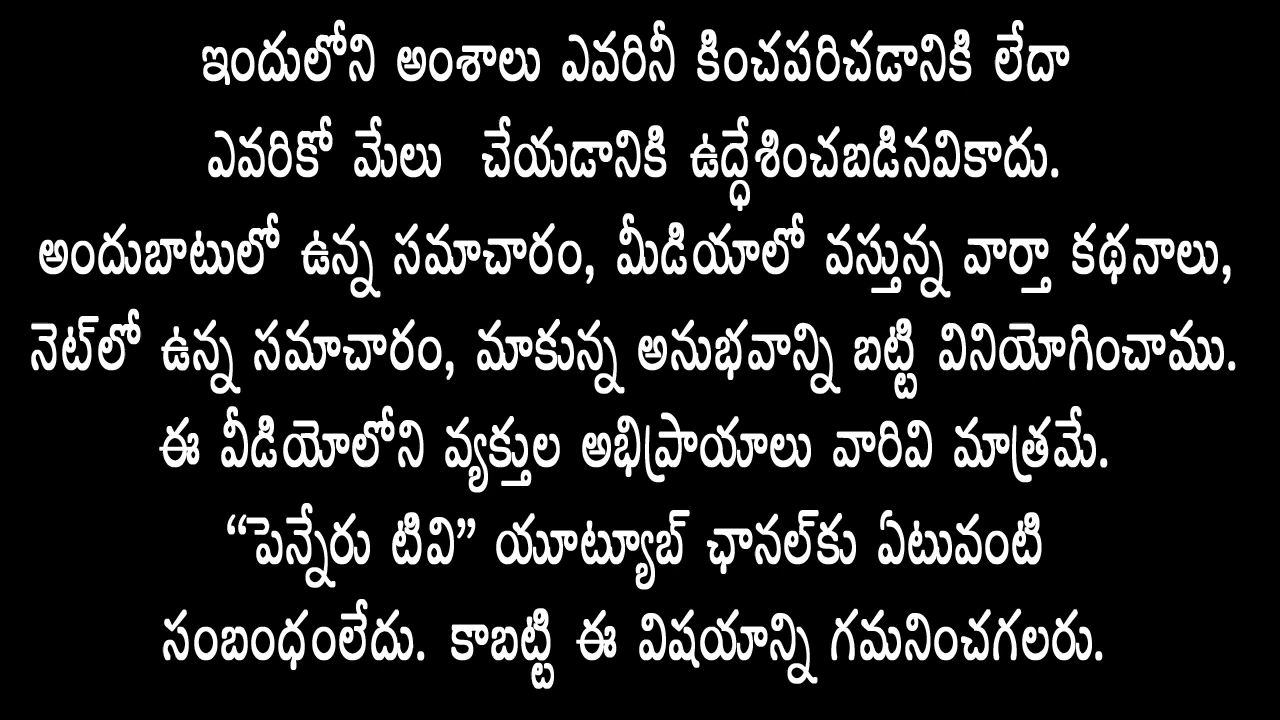 ఇందులోని అంశాలు ఎవరినీ కించపరిచడానికి లేదా
ఎవరికో మేలు చేయడానికి ఉద్ధేశించబడినవికాదు.
అందుబాటులో ఉన్న సమాచారం, మీడియాలో వస్తున్న వార్తా కథనాలు,
నెట్‌లో ఉన్న సమాచారం, మాకున్న అనుభవాన్ని బట్టి వినియోగించాము.
ఈ వీడియోలోని వ్యక్తుల అభిప్రాయాలు వారివి మాత్రమే.
“పెన్నేరు టివి” యూట్యూబ్ ఛానల్‌కు ఏటువంటి
సంబంధంలేదు. కాబట్టి ఈ విషయాన్ని గమనించగలరు.